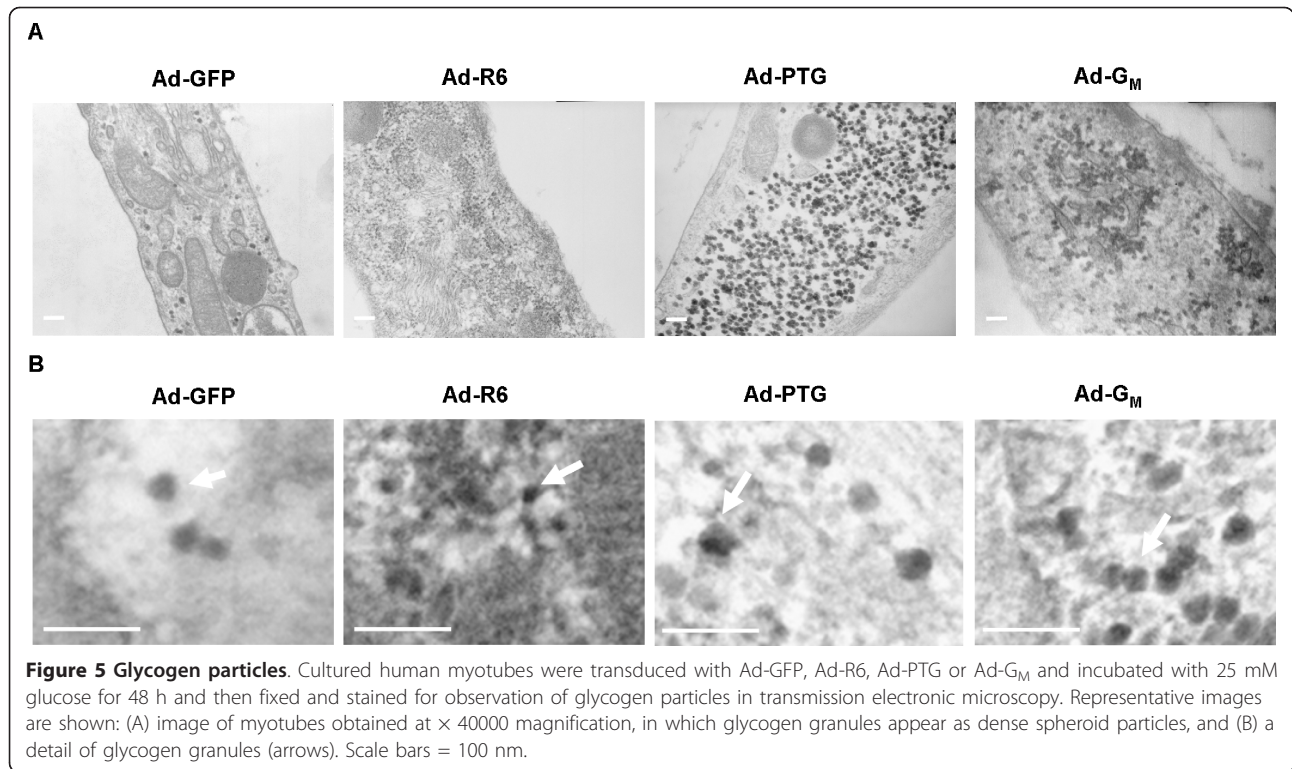 A
Ad-GFP Ad-R6 Ad-PTG Ad-GM
B
Ad-GFP Ad-R6 Ad-PTG Ad-GM
Figure 5 Glycogen particles. Cultured human myotubes were transduced with Ad-GFP, Ad-R6, Ad-PTG or Ad-GM and incubated with 25 mM
glucose for 48 h and then fixed and stained for observation of glycogen particles in transmission electronic microscopy. Representative images
are shown: (A) image of myotubes obtained at × 40000 magnification, in which glycogen granules appear as dense spheroid particles, and (B) a
detail of glycogen granules (arrows). Scale bars = 100 nm.